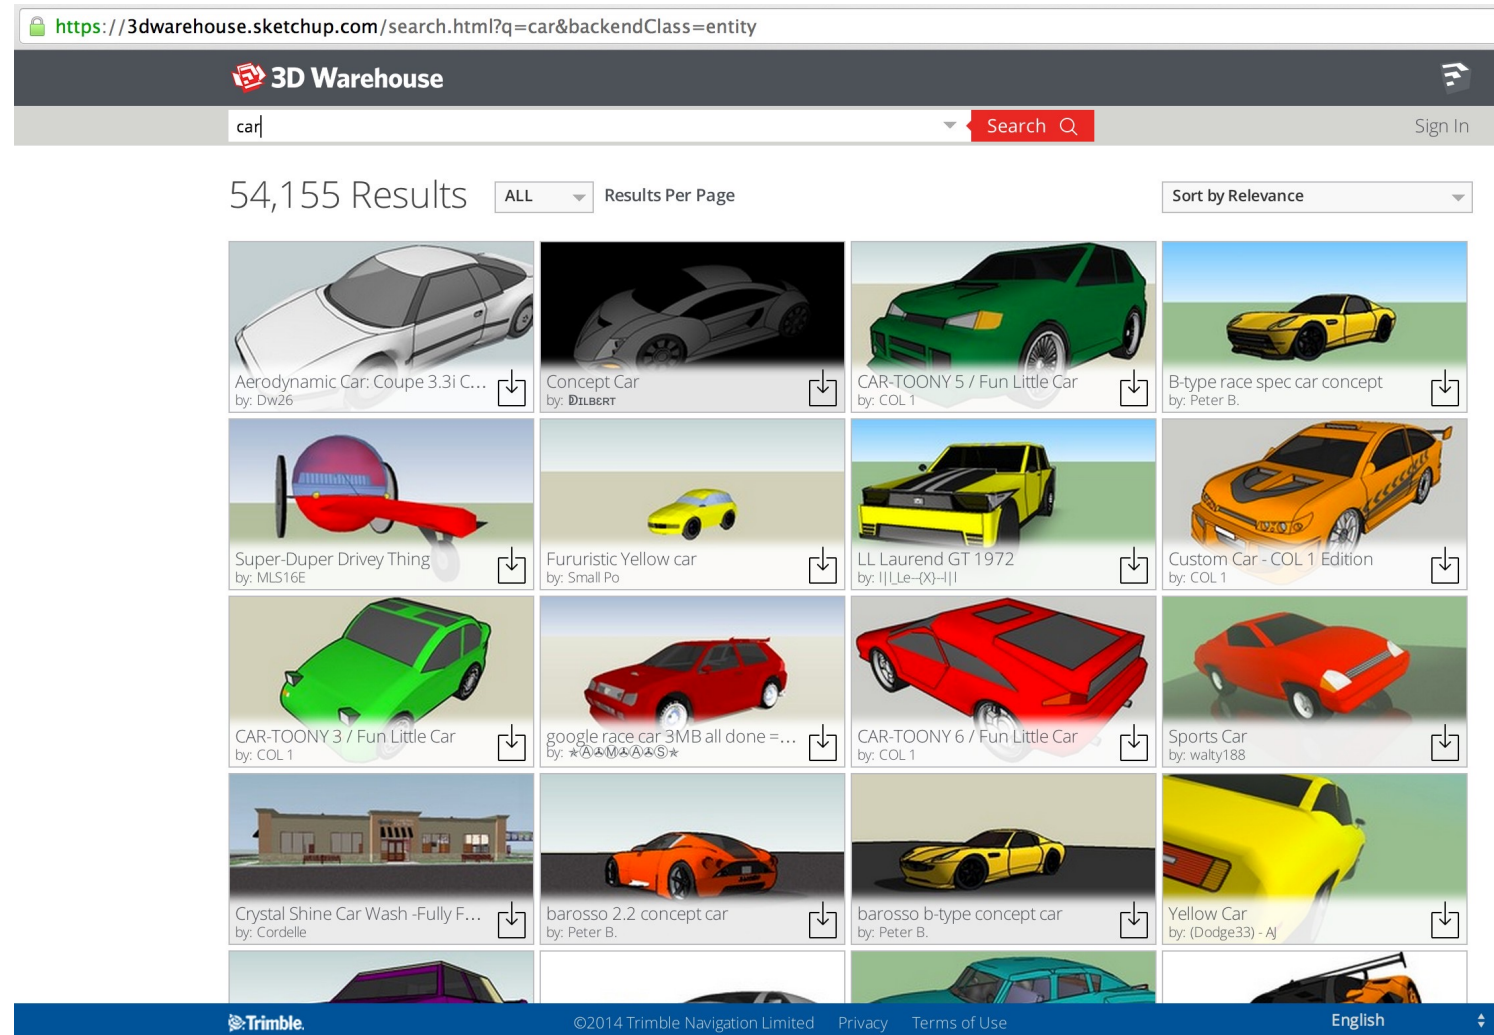 https://3dwarehouse.sketchup.com/search.html?q=car&backendClass=entity
3D Warehouse
car
Search
Sign In
54,155 Results
ALL
Results Per Page
Sort by Relevance
Aerodynamic Car: Coupe 3.3i C...
by: Dw26
Concept Car
by: DILBERT
CAR-TOONY 5 / Fun Little Car
by: COL 1
B-type race spec car concept
by: Peter B.
Super-Duper Drivey Thing
by: MLS16E
Fururistic Yellow car
by: Small Po
LL Laurend GT 1972
by: l|l_Le--{X}--l|l
Custom Car - COL 1 Edition
by: COL 1
CAR-TOONY 3 / Fun Little Car
by: COL 1
google race car 3MB all done =...
by: ★ⒶⓂⒶⓈ★
CAR-TOONY 6 / Fun Little Car
by: COL 1
Sports Car
by: walty188
Crystal Shine Car Wash -Fully F...
by: Cordelle
barosso 2.2 concept car
by: Peter B.
barosso b-type concept car
by: Peter B.
Yellow Car
by: (Dodge33) - AJ
Trimble.
©2014 Trimble Navigation Limited
Privacy
Terms of Use
English